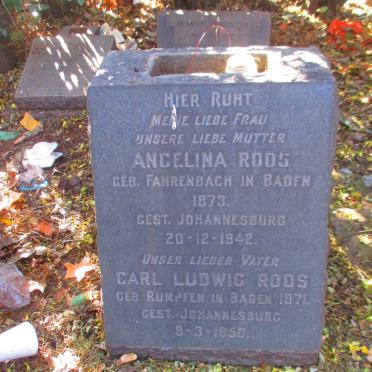 HIER RUHT
MEINE LIEBE FRAU
UNSERE LIEBE MUTTER
ANGELINA ROOS
GEB. FAHRENBACH IN BADEN
1873.
GEST. JOHANNESBURG
20-12-1942.
UNSER LIEBER VATER
CARL LUDWIG ROOS
GEB. RUMPFEN IN BADEN 1871.
GEST. JOHANNESBURG
8-3-1950.